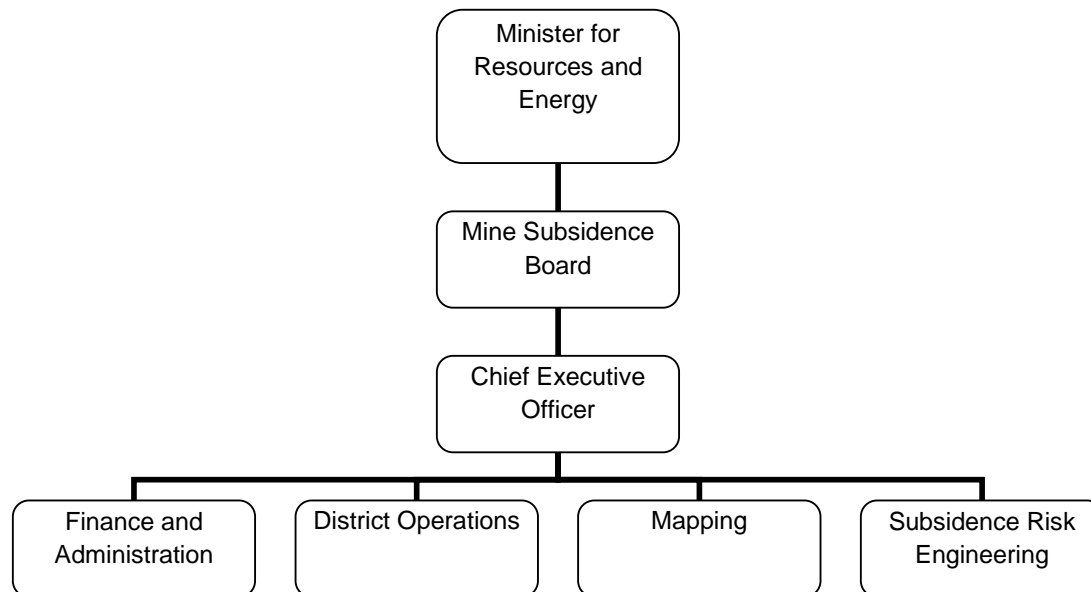 Minister for
Resources and
Energy
Mine Subsidence
Board
Chief Executive
Officer
Finance and
Administration
District Operations
Mapping
Subsidence Risk
Engineering